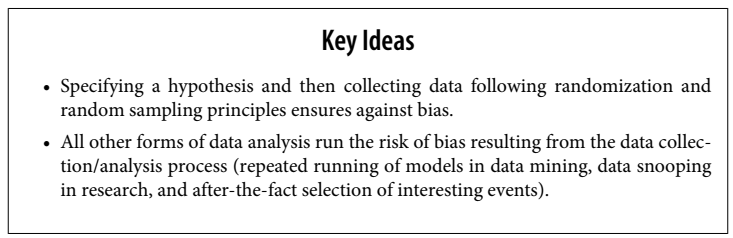 Key Ideas
• Specifying a hypothesis and then collecting data following randomization and
random sampling principles ensures against bias.
• All other forms of data analysis run the risk of bias resulting from the data collec-
tion/analysis process (repeated running of models in data mining, data snooping
in research, and after-the-fact selection of interesting events).